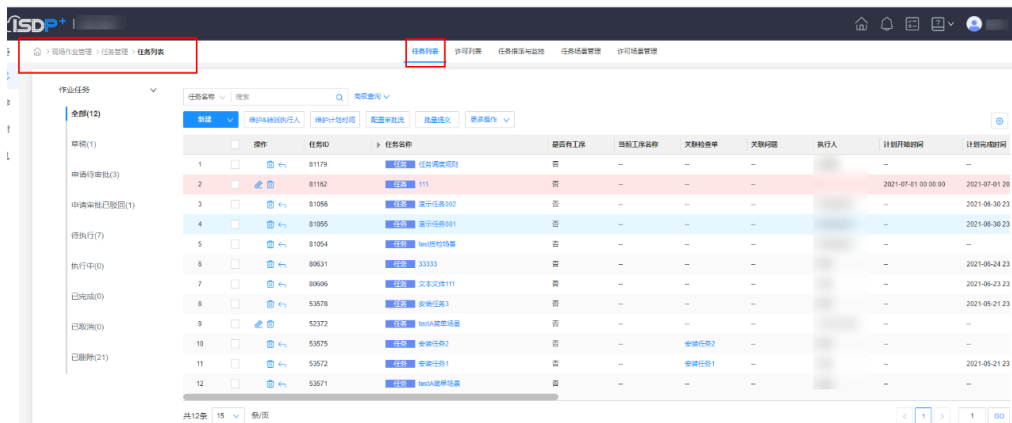 iSDP+
> 现场作业管理 > 任务管理 > 任务列表
任务列表 许可列表 任务指派与监控 任务场景管理 许可场景管理
作业任务
全部(12)
草稿(1)
申请待审批(3)
申请审批已驳回(1)
待执行(7)
执行中(0)
已完成(0)
已取消(0)
已删除(21)
任务名称 搜索 高级查询
新建 维护&转派执行人 维护计划时间 配置审批流 批量提交 更多操作
操作 任务ID 任务名称 是否有工序 当前工序名称 关联检查单 关联问题 执行人 计划开始时间 计划完成时间
1 81179 任务 任务调度规则 否 -- -- -- -- --
2 81162 任务 111 否 -- -- -- 2021-07-01 00:00:00 2021-07-01 20
3 81056 任务 演示任务002 否 -- -- -- -- 2021-06-30 23
4 81055 任务 演示任务001 否 -- -- -- -- 2021-06-30 23
5 81054 任务 test质检场景 否 -- -- -- -- --
6 80631 任务 33333 否 -- -- -- -- 2021-06-24 23
7 80606 任务 文本文件111 否 -- -- -- -- 2021-06-23 23
8 53578 任务 安装任务3 否 -- -- -- -- 2021-05-21 23
9 52372 任务 testA简单场景 否 -- -- -- -- --
10 53575 任务 安装任务2 否 -- 安装任务2 -- -- --
11 53572 任务 安装任务1 否 -- 安装任务1 -- -- 2021-05-21 23
12 53571 任务 testA简单场景 否 -- -- -- -- --
共12条 15 条/页 < 1 > 1 GO